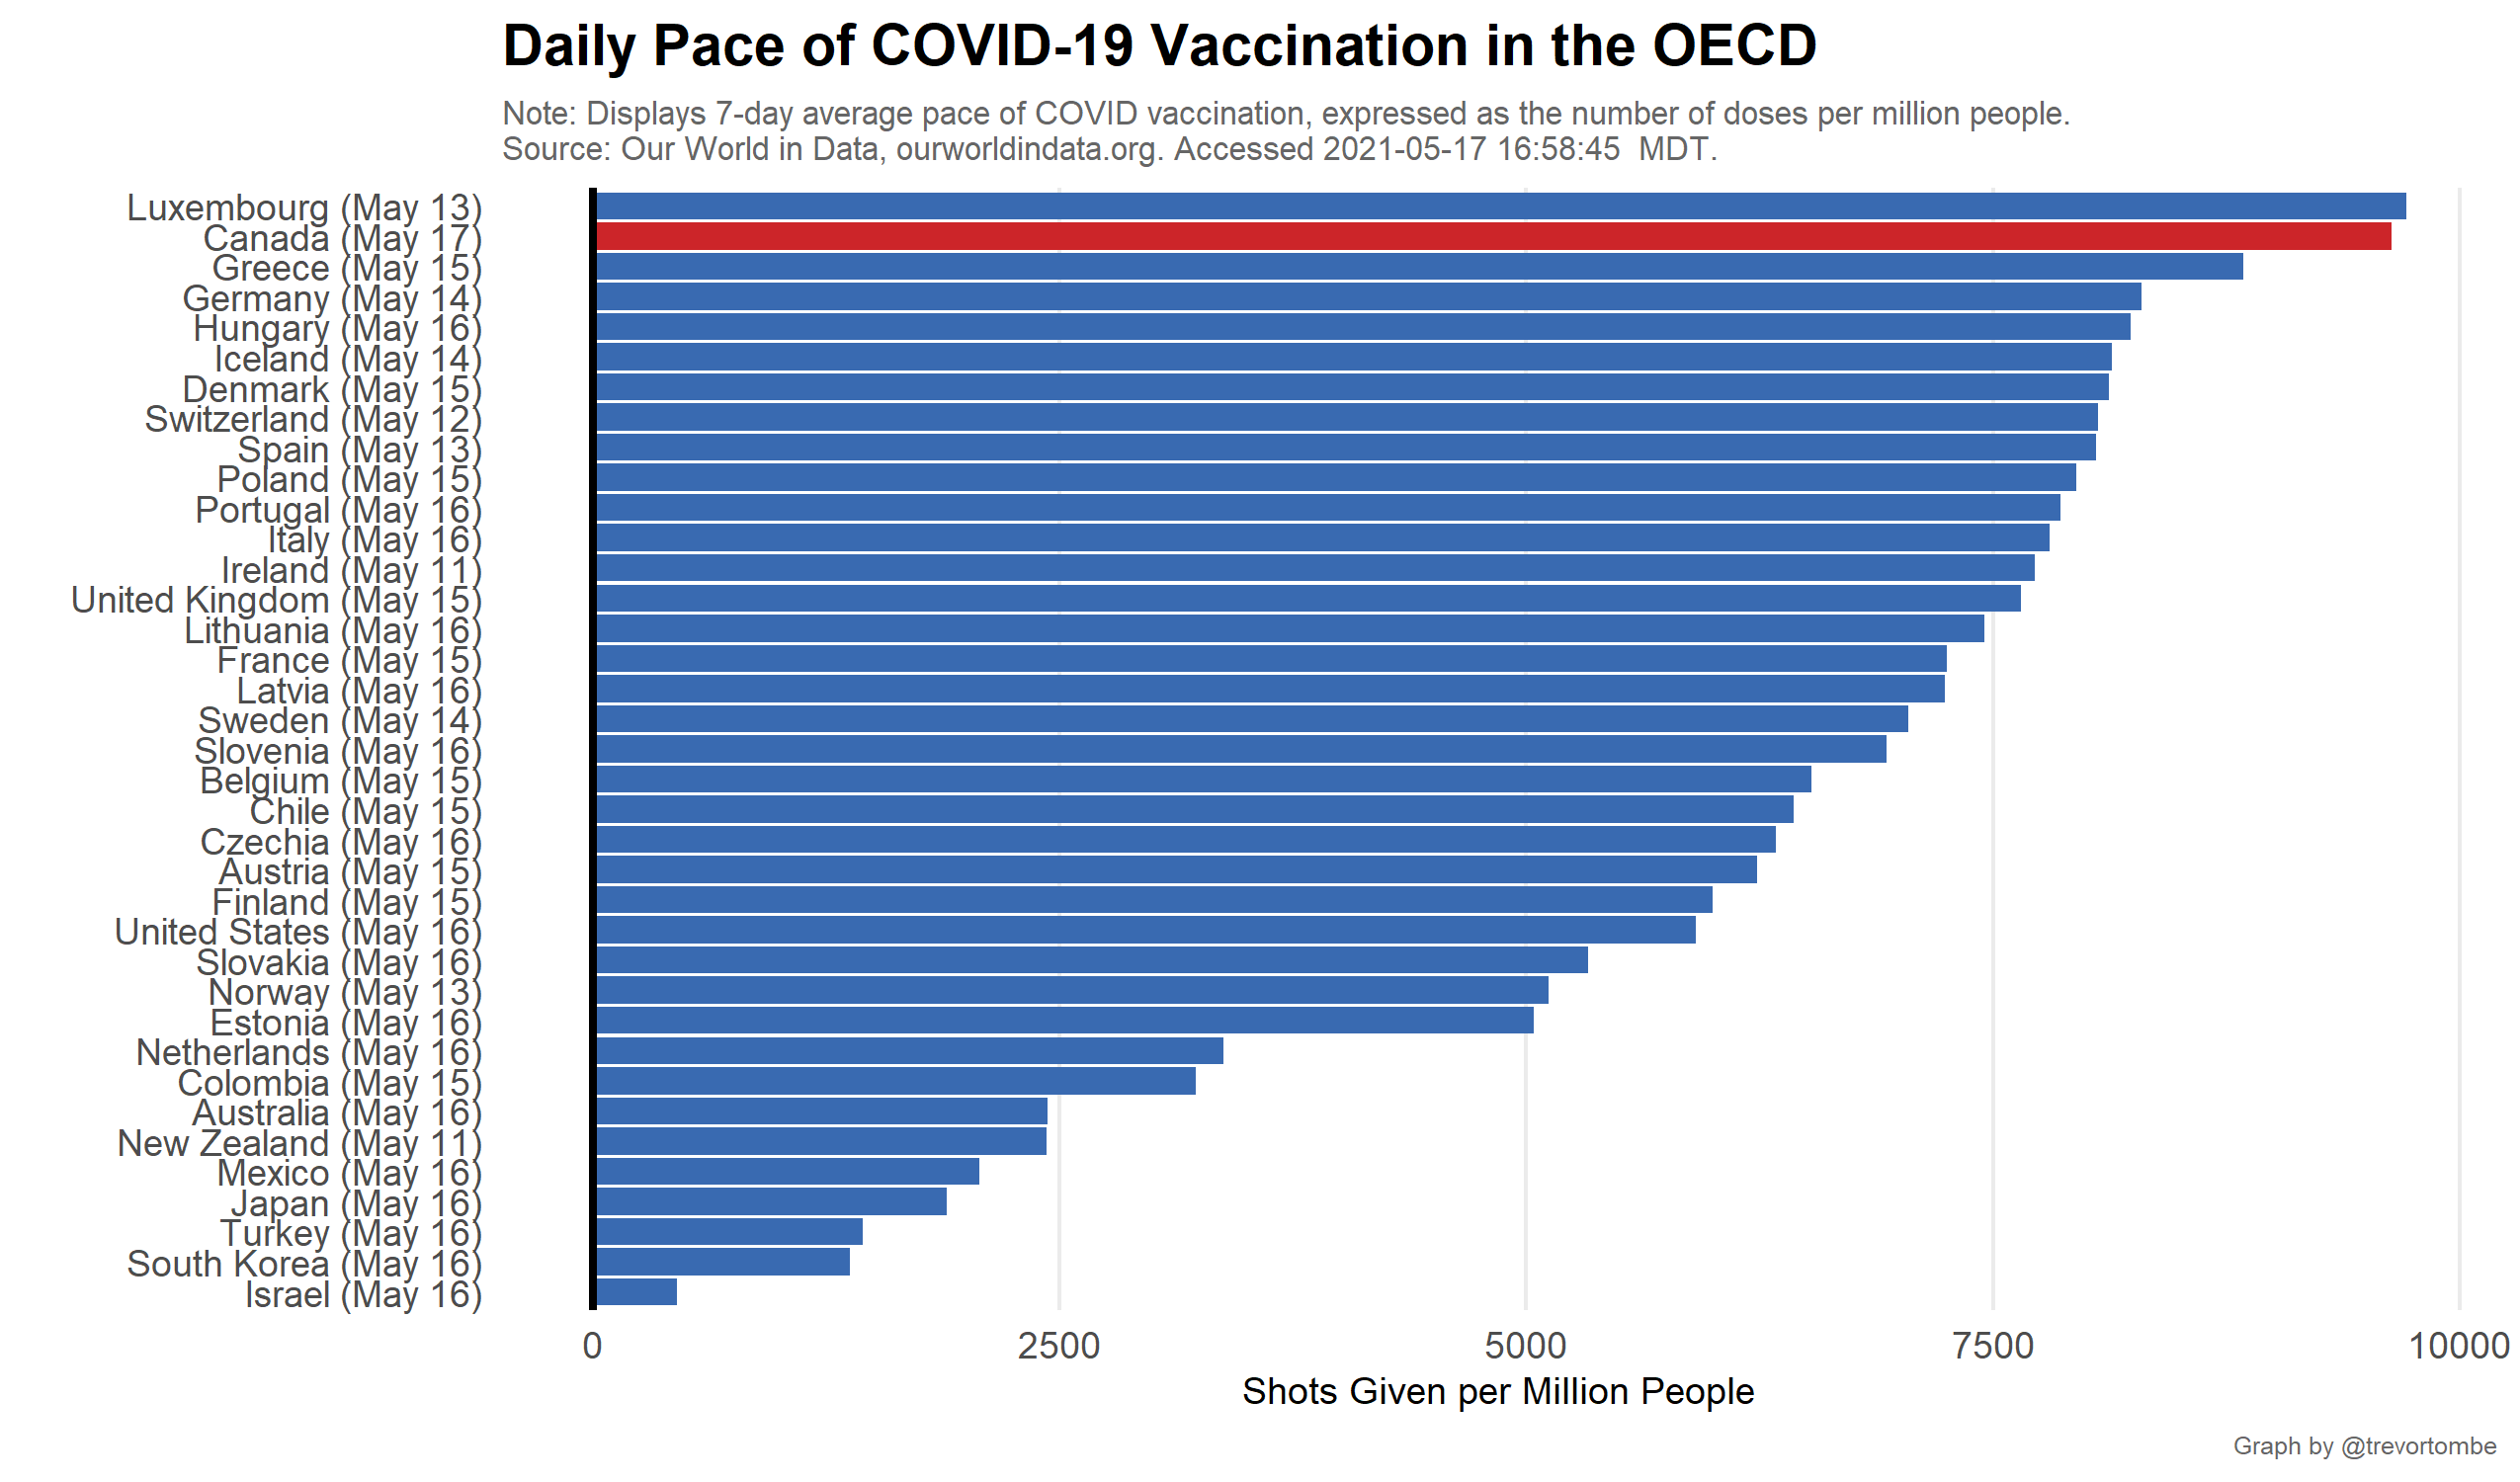 Daily Pace of COVID-19 Vaccination in the OECD
Note: Displays 7-day average pace of COVID vaccination, expressed as the number of doses per million people.
Source: Our World in Data, ourworldindata.org. Accessed 2021-05-17 16:58:45  MDT.
Luxembourg (May 13)
Canada (May 17)
Greece (May 15)
Germany (May 14)
Hungary (May 16)
Iceland (May 14)
Denmark (May 15)
Switzerland (May 12)
Spain (May 13)
Poland (May 15)
Portugal (May 16)
Italy (May 16)
Ireland (May 11)
United Kingdom (May 15)
Lithuania (May 16)
France (May 15)
Latvia (May 16)
Sweden (May 14)
Slovenia (May 16)
Belgium (May 15)
Chile (May 15)
Czechia (May 16)
Austria (May 15)
Finland (May 15)
United States (May 16)
Slovakia (May 16)
Norway (May 13)
Estonia (May 16)
Netherlands (May 16)
Colombia (May 15)
Australia (May 16)
New Zealand (May 11)
Mexico (May 16)
Japan (May 16)
Turkey (May 16)
South Korea (May 16)
Israel (May 16)
0 2500 5000 7500 10000
Shots Given per Million People
Graph by @trevortombe